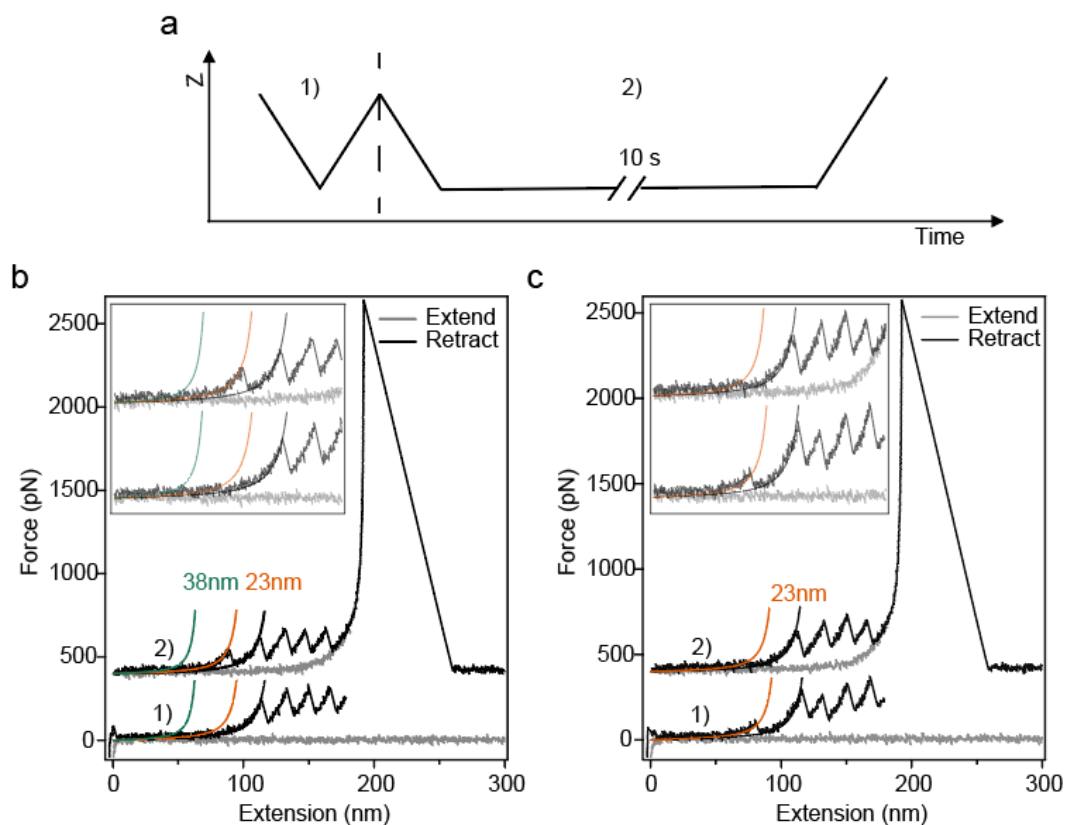 a
Z
1)
2)
10 s
Time
b
Force (pN)
2500
2000
1500
1000
500
0
Extend
Retract
38nm
23nm
2)
1)
0
100
200
300
Extension (nm)
c
Force (pN)
2500
2000
1500
1000
500
0
Extend
Retract
23nm
2)
1)
0
100
200
300
Extension (nm)